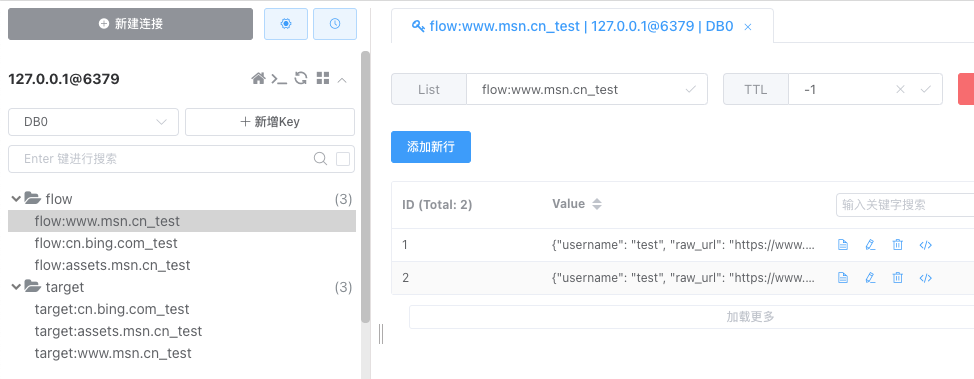 新建连接
127.0.0.1@6379
DB0
新增Key
Enter 键进行搜索
flow (3)
flow:www.msn.cn_test
flow:cn.bing.com_test
flow:assets.msn.cn_test
target (3)
target:cn.bing.com_test
target:assets.msn.cn_test
target:www.msn.cn_test
flow:www.msn.cn_test | 127.0.0.1@6379 | DB0
List flow:www.msn.cn_test TTL -1
添加新行
ID (Total: 2) Value 输入关键字搜索
1 {"username": "test", "raw_url": "https://www....
2 {"username": "test", "raw_url": "https://www....
加载更多